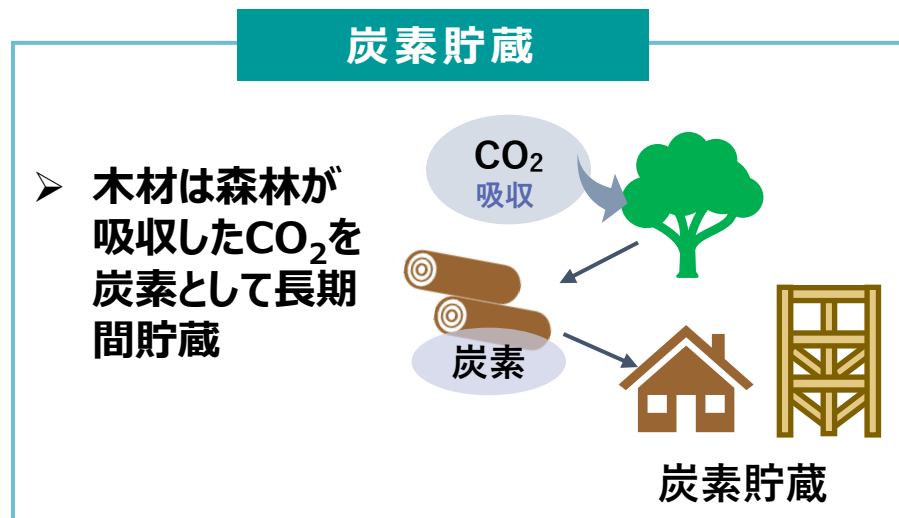 炭素貯蔵
➢ 木材は森林が
吸収したCO₂を
炭素として長期
間貯蔵
CO₂
吸収
炭素
炭素貯蔵